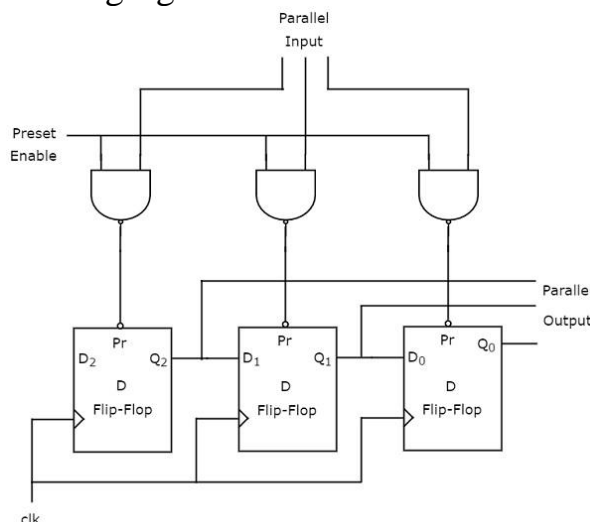 Parallel
Input
Preset
Enable
Paralle
Output
Pr
D2
Q2
D
Flip-Flop
Pr
D1
Q1
D
Flip-Flop
Pr
D0
Q0
D
Flip-Flop
clk